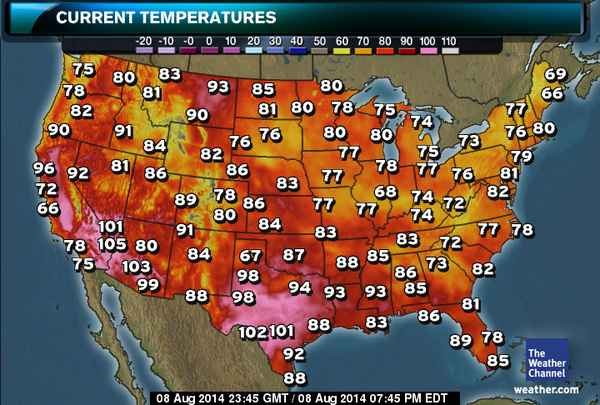 CURRENT TEMPERATURES
-20 -10 0 10 20 30 40 50 60 70 80 90 100 110
75 80 83 93 85 80 69
78 81 66
82 90 81 80 78 75 74 77
90 91 76 76 80 80 73 76 80
84 82 77 75 79
96 92 81 86 86 83 77 78 77 76 81
72 89 78 86 77 77 68 74 72 82
66 80 84 74
101 91 83 83 72 77 78
78 105 80 84 67 87 88 85 73
75 103 98 86 82
99 88 98 94 93 93 85 81
102 101 88 83 86
92 89 78
88 85
The
Weather
Channel
weather.com
08 Aug 2014 23:45 GMT / 08 Aug 2014 07:45 PM EDT